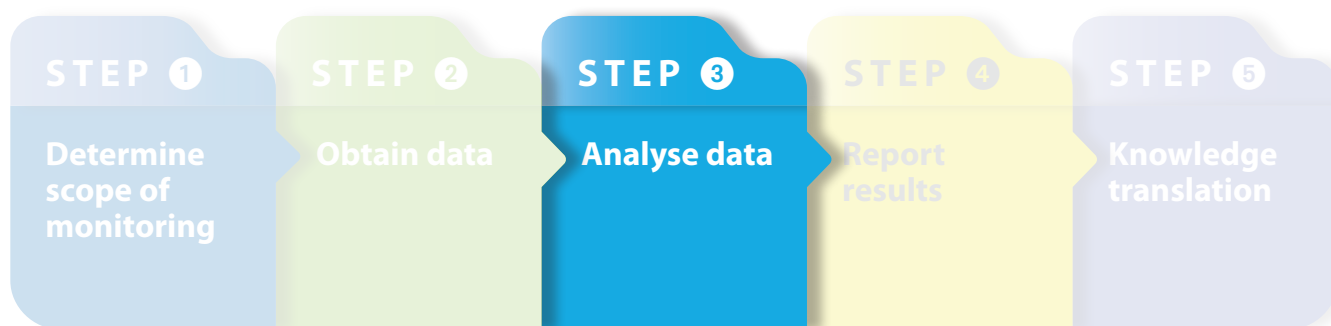 STEP 1
Determine
scope of
monitoring
STEP 2
Obtain data
STEP 3
Analyse data
STEP 4
Report
results
STEP 5
Knowledge
translation